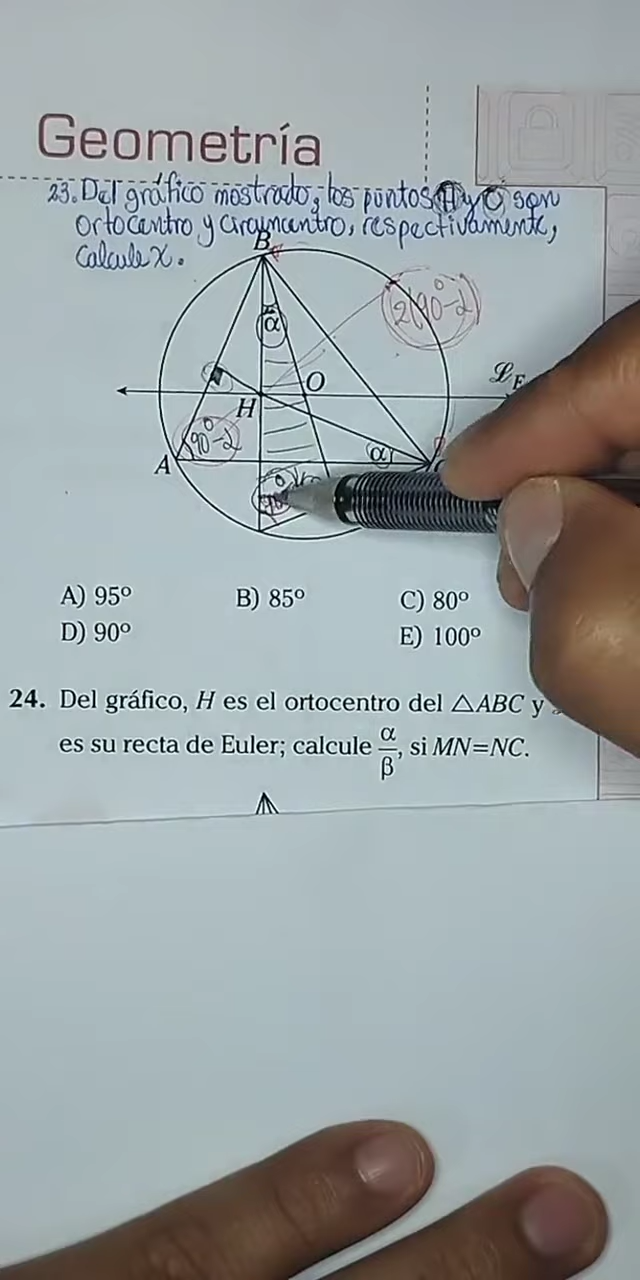 Geometría
23. Del gráfico mostrado, los puntos H y O son
ortocentro y circuncentro, respectivamente,
calcule x.
B
α
2(90°-α)
O
H
90°-α
A
α
A) 95°
B) 85°
C) 80°
D) 90°
E) 100°
24. Del gráfico, H es el ortocentro del △ABC y
es su recta de Euler; calcule α/β, si MN=NC.